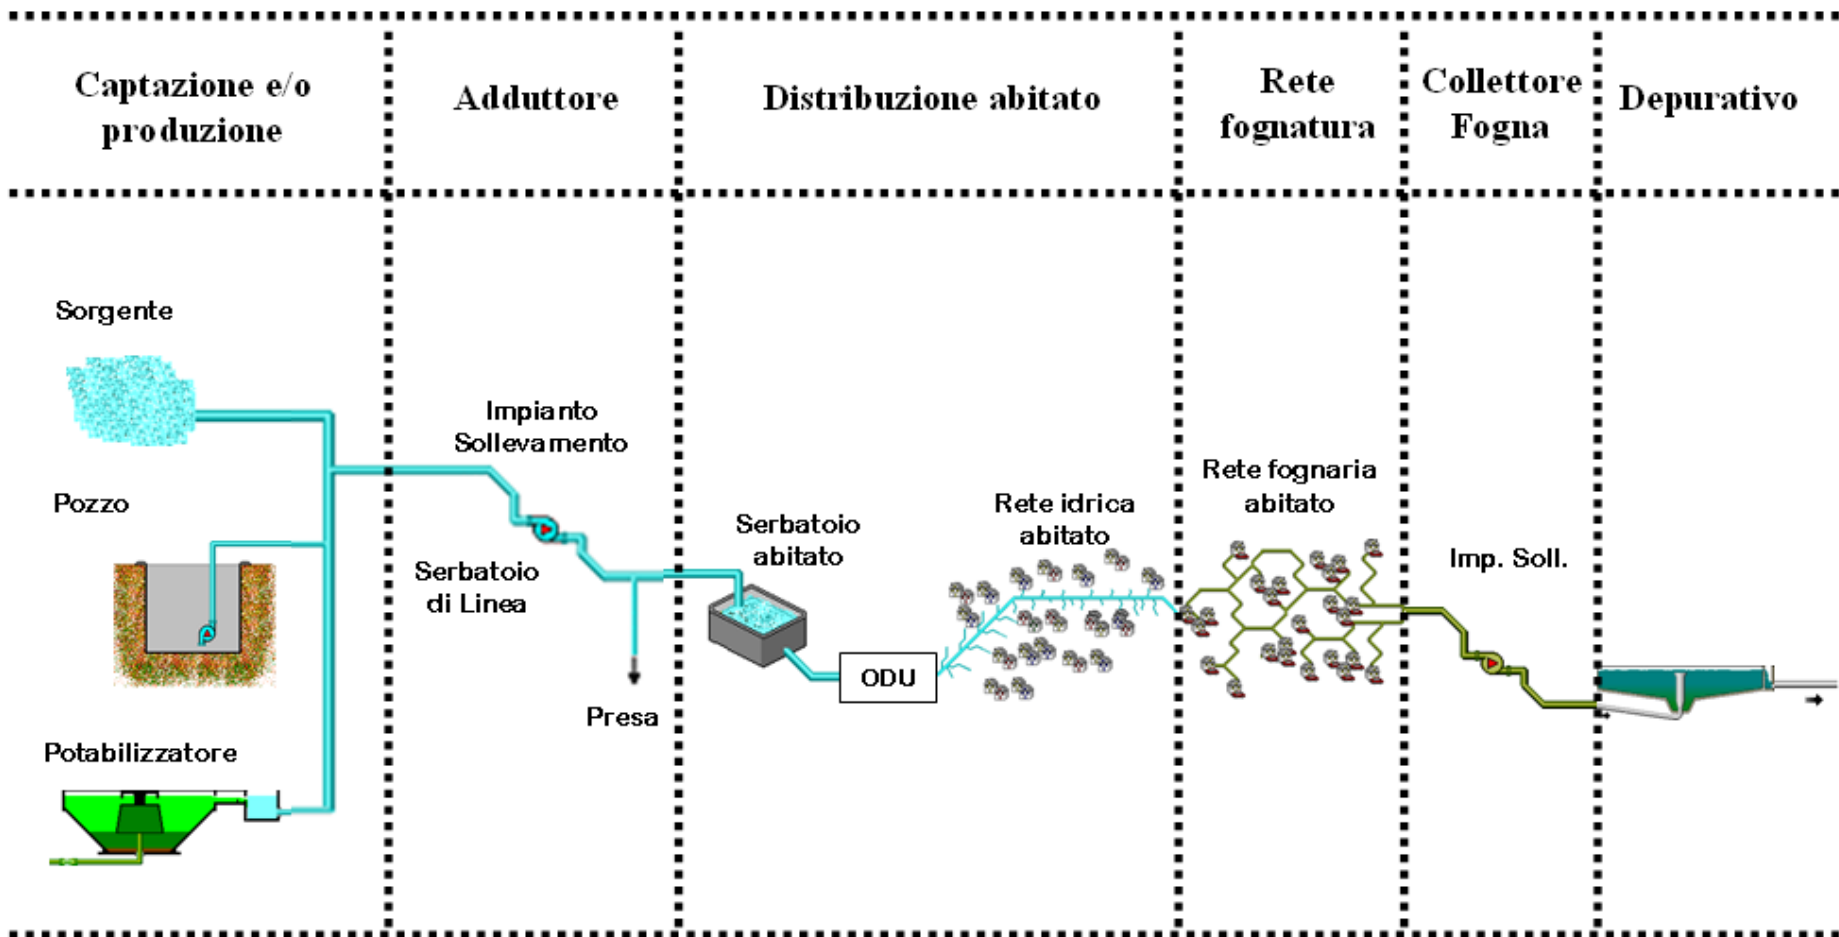 Captazione e/o
produzione
Adduttore
Distribuzione abitato
Rete
fognatura
Collettore
Fogna
Depurativo
Sorgente
Pozzo
Potabilizzatore
Impianto
Sollevamento
Serbatoio
di Linea
Presa
Serbatoio
abitato
ODU
Rete idrica
abitato
Rete fognaria
abitato
Imp. Soll.